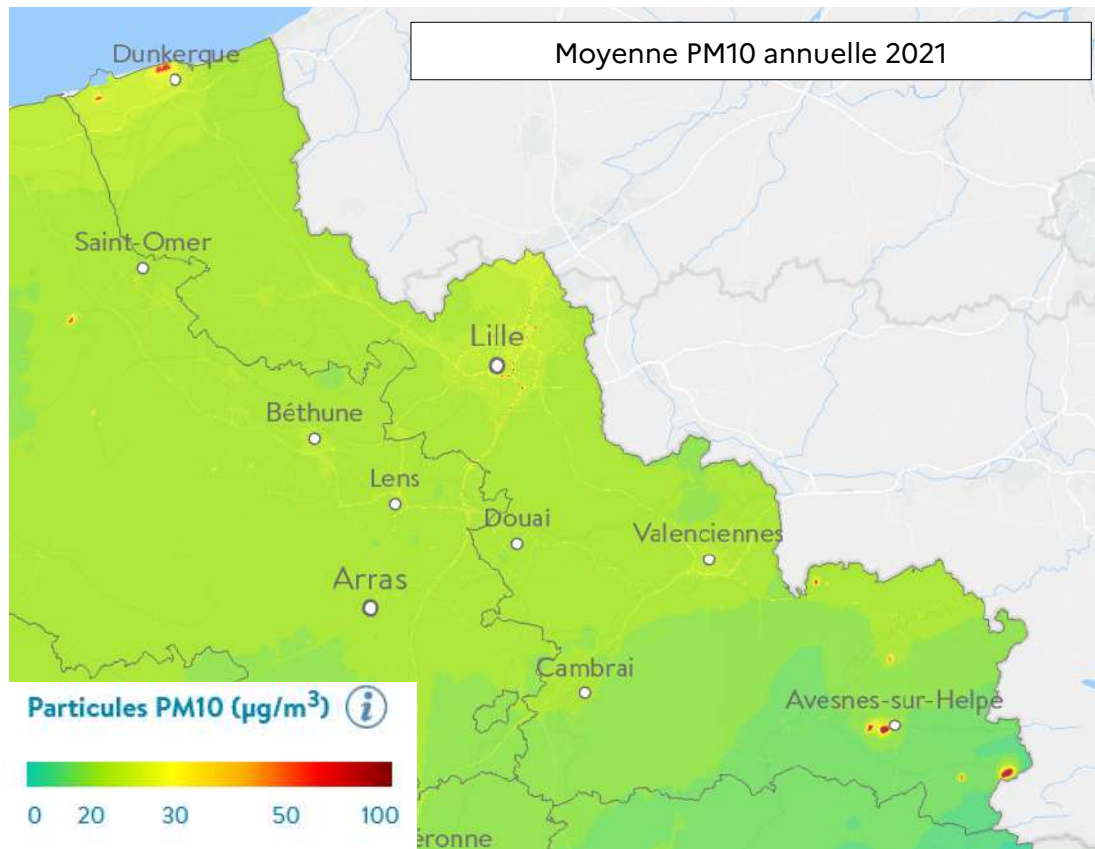 Moyenne PM10 annuelle 2021
Dunkerque
Saint-Omer
Lille
Béthune
Lens
Douai
Valenciennes
Arras
Cambrai
Avesnes-sur-Helpe
Particules PM10 (µg/m³) i
0 20 30 50 100
éronne